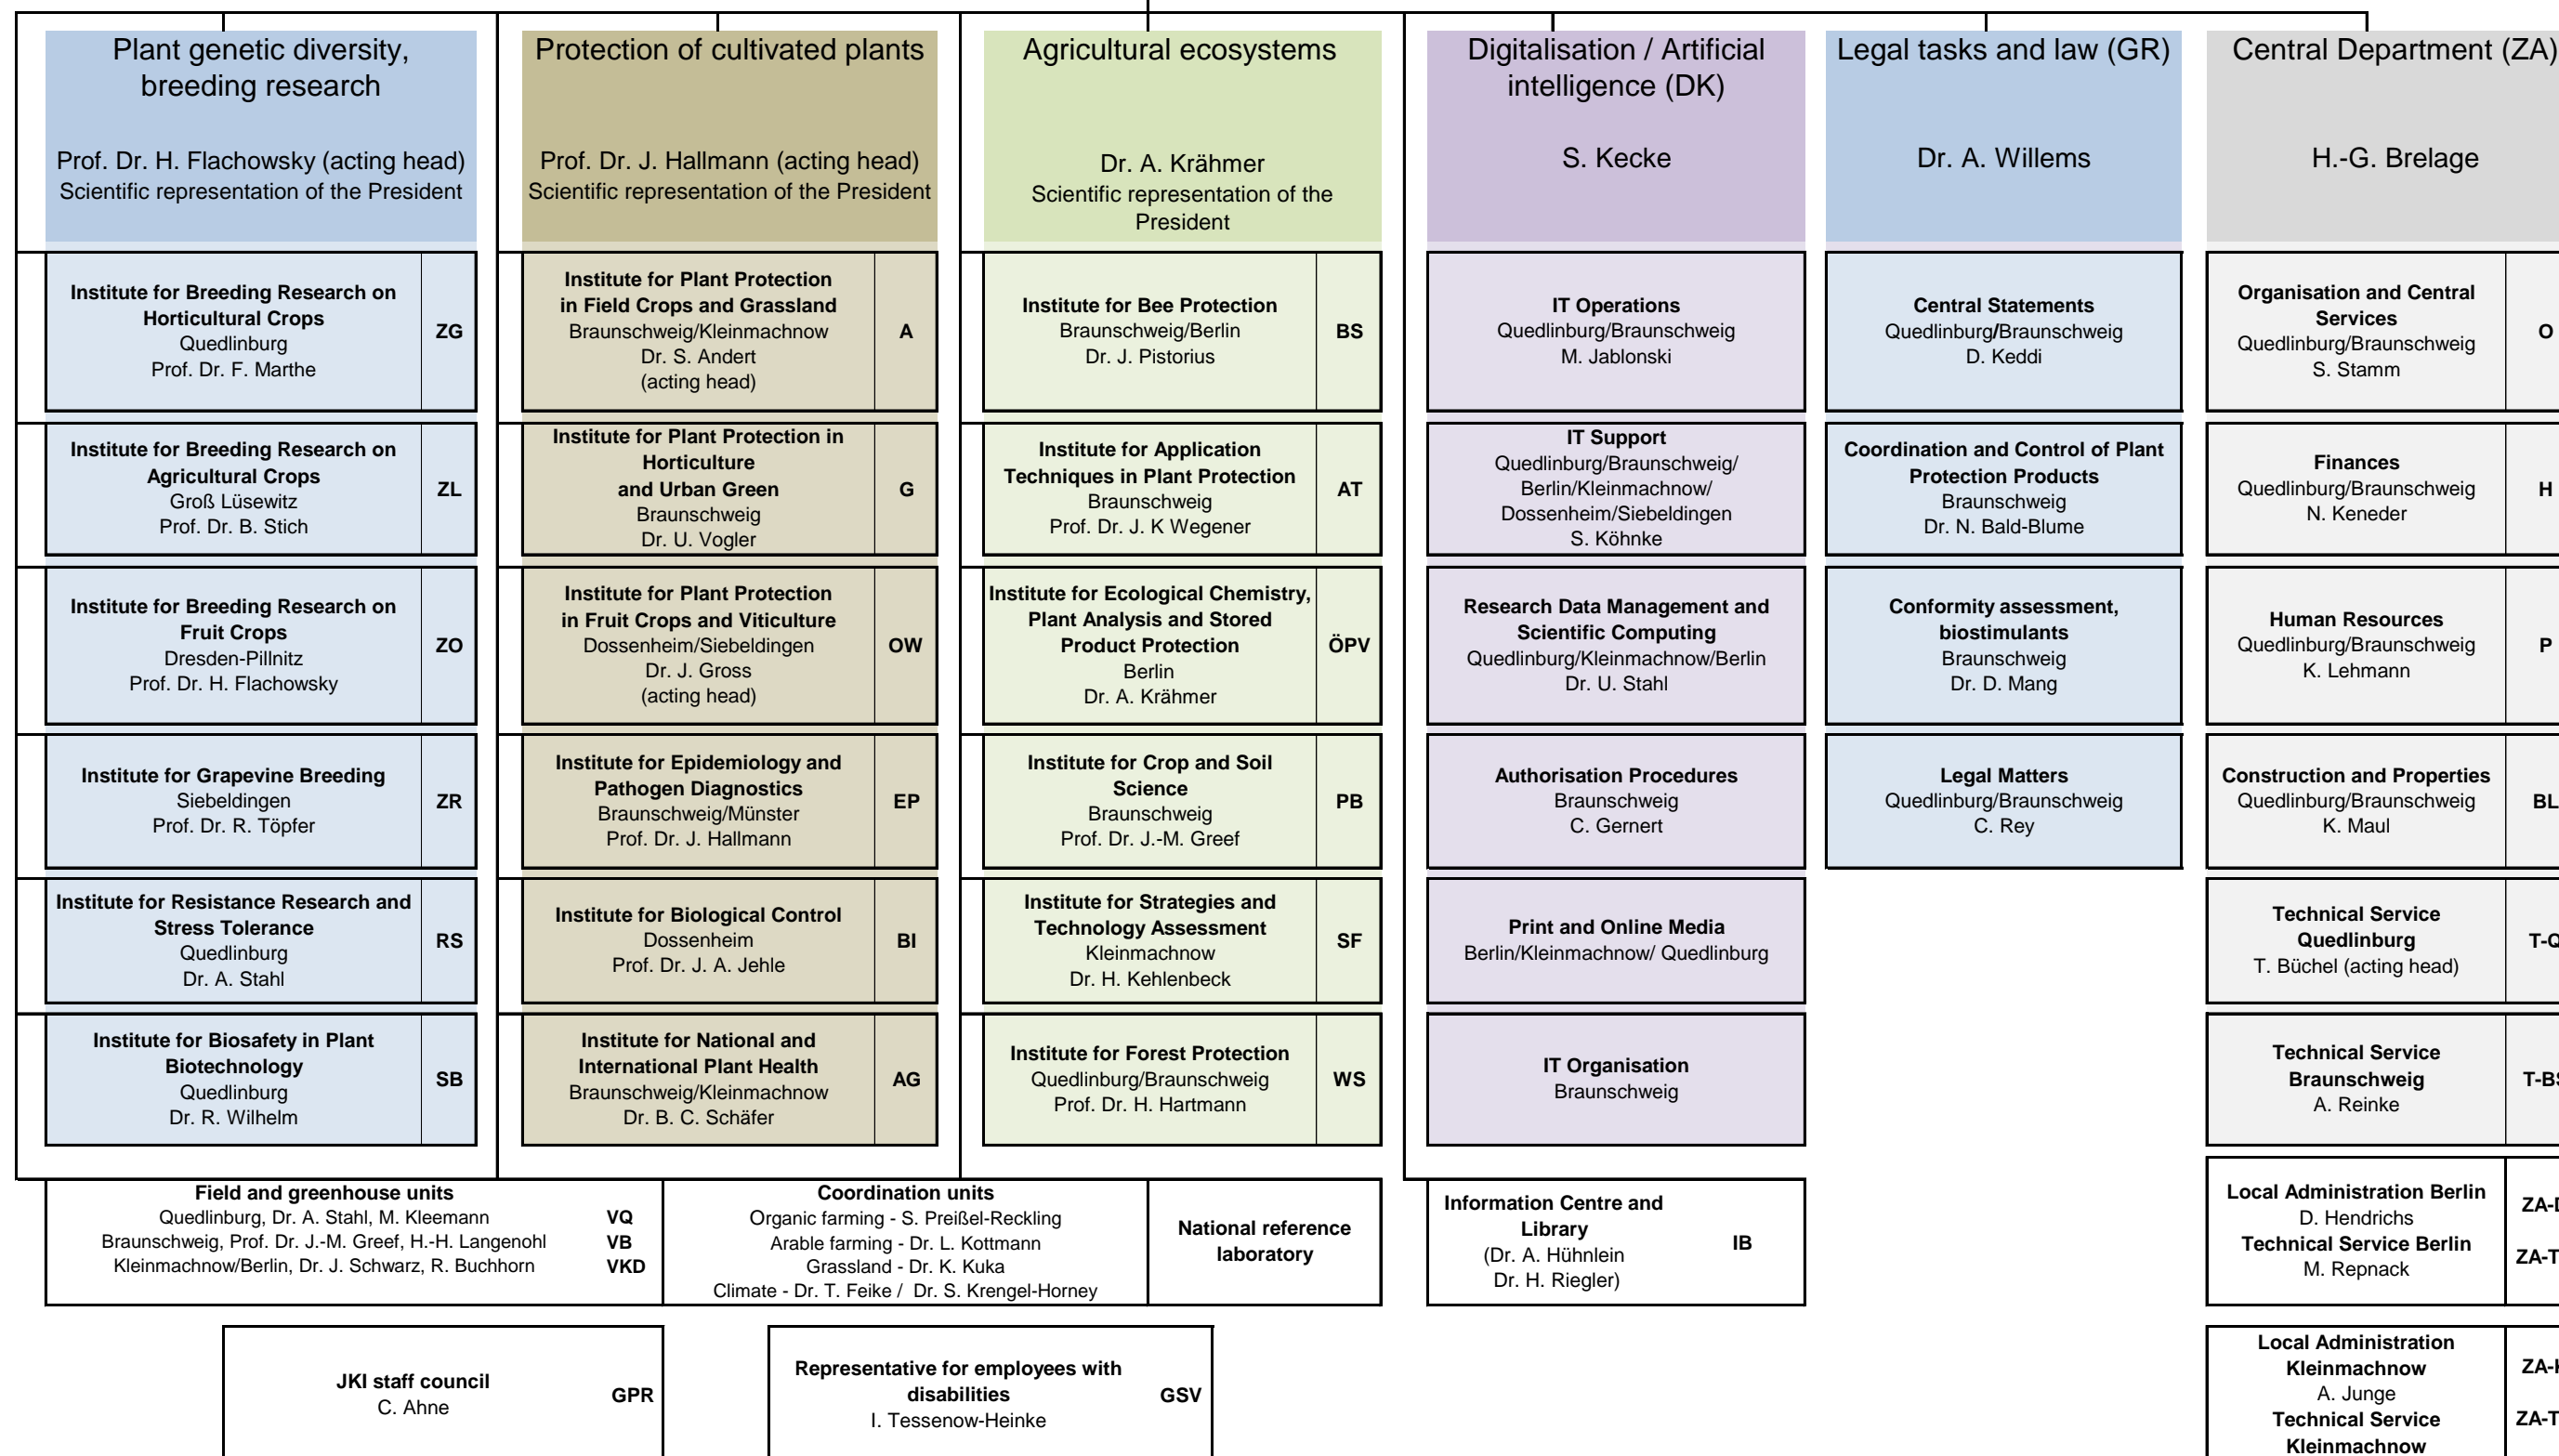 Plant genetic diversity,
breeding research
Prof. Dr. H. Flachowsky (acting head)
Scientific representation of the President
Institute for Breeding Research on
Horticultural Crops
Quedlinburg
Prof. Dr. F. Marthe
ZG
Institute for Breeding Research on
Agricultural Crops
Groß Lüsewitz
Prof. Dr. B. Stich
ZL
Institute for Breeding Research on
Fruit Crops
Dresden-Pillnitz
Prof. Dr. H. Flachowsky
ZO
Institute for Grapevine Breeding
Siebeldingen
Prof. Dr. R. Töpfer
ZR
Institute for Resistance Research and
Stress Tolerance
Quedlinburg
Dr. A. Stahl
RS
Institute for Biosafety in Plant
Biotechnology
Quedlinburg
Dr. R. Wilhelm
SB
Protection of cultivated plants
Prof. Dr. J. Hallmann (acting head)
Scientific representation of the President
Institute for Plant Protection
in Field Crops and Grassland
Braunschweig/Kleinmachnow
Dr. S. Andert
(acting head)
A
Institute for Plant Protection in
Horticulture
and Urban Green
Braunschweig
Dr. U. Vogler
G
Institute for Plant Protection
in Fruit Crops and Viticulture
Dossenheim/Siebeldingen
Dr. J. Gross
(acting head)
OW
Institute for Epidemiology and
Pathogen Diagnostics
Braunschweig/Münster
Prof. Dr. J. Hallmann
EP
Institute for Biological Control
Dossenheim
Prof. Dr. J. A. Jehle
BI
Institute for National and
International Plant Health
Braunschweig/Kleinmachnow
Dr. B. C. Schäfer
AG
Agricultural ecosystems
Dr. A. Krähmer
Scientific representation of the
President
Institute for Bee Protection
Braunschweig/Berlin
Dr. J. Pistorius
BS
Institute for Application
Techniques in Plant Protection
Braunschweig
Prof. Dr. J. K Wegener
AT
Institute for Ecological Chemistry,
Plant Analysis and Stored
Product Protection
Berlin
Dr. A. Krähmer
ÖPV
Institute for Crop and Soil
Science
Braunschweig
Prof. Dr. J.-M. Greef
PB
Institute for Strategies and
Technology Assessment
Kleinmachnow
Dr. H. Kehlenbeck
SF
Institute for Forest Protection
Quedlinburg/Braunschweig
Prof. Dr. H. Hartmann
WS
Digitalisation / Artificial
intelligence (DK)
S. Kecke
IT Operations
Quedlinburg/Braunschweig
M. Jablonski
IT Support
Quedlinburg/Braunschweig/
Berlin/Kleinmachnow/
Dossenheim/Siebeldingen
S. Köhnke
Research Data Management and
Scientific Computing
Quedlinburg/Kleinmachnow/Berlin
Dr. U. Stahl
Authorisation Procedures
Braunschweig
C. Gernert
Print and Online Media
Berlin/Kleinmachnow/ Quedlinburg
IT Organisation
Braunschweig
Legal tasks and law (GR)
Dr. A. Willems
Central Statements
Quedlinburg/Braunschweig
D. Keddi
Coordination and Control of Plant
Protection Products
Braunschweig
Dr. N. Bald-Blume
Conformity assessment,
biostimulants
Braunschweig
Dr. D. Mang
Legal Matters
Quedlinburg/Braunschweig
C. Rey
Central Department (ZA)
H.-G. Brelage
Organisation and Central
Services
Quedlinburg/Braunschweig
S. Stamm
O
Finances
Quedlinburg/Braunschweig
N. Keneder
H
Human Resources
Quedlinburg/Braunschweig
K. Lehmann
P
Construction and Properties
Quedlinburg/Braunschweig
K. Maul
BL
Technical Service
Quedlinburg
T. Büchel (acting head)
T-Q
Technical Service
Braunschweig
A. Reinke
T-BS
Local Administration Berlin
D. Hendrichs
Technical Service Berlin
M. Repnack
Local Administration
Kleinmachnow
A. Junge
Technical Service
Kleinmachnow
Field and greenhouse units
Quedlinburg, Dr. A. Stahl, M. Kleemann VQ
Braunschweig, Prof. Dr. J.-M. Greef, H.-H. Langenohl VB
Kleinmachnow/Berlin, Dr. J. Schwarz, R. Buchhorn VKD
Coordination units
Organic farming - S. Preißel-Reckling
Arable farming - Dr. L. Kottmann
Grassland - Dr. K. Kuka
Climate - Dr. T. Feike / Dr. S. Krengel-Horney
National reference
laboratory
Information Centre and
Library
(Dr. A. Hühnlein
Dr. H. Riegler)
IB
JKI staff council
C. Ahne
GPR
Representative for employees with
disabilities
I. Tessenow-Heinke
GSV